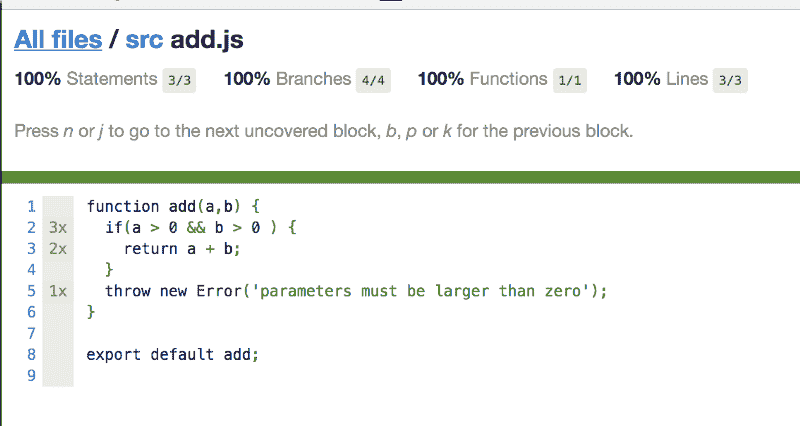 All files / src add.js
100% Statements 3/3 100% Branches 4/4 100% Functions 1/1 100% Lines 3/3
Press n or j to go to the next uncovered block, b, p or k for the previous block.
1 function add(a,b) {
2 3x if(a > 0 && b > 0 ) {
3 2x return a + b;
4 }
5 1x throw new Error('parameters must be larger than zero');
6 }
7
8 export default add;
9